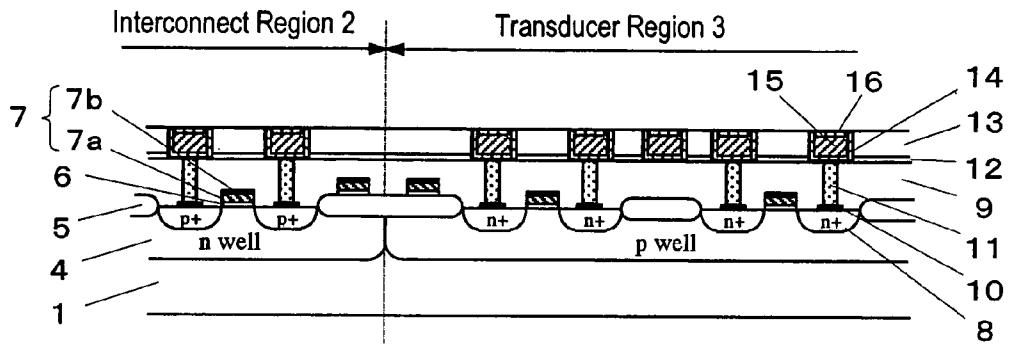 Interconnect Region 2
Transducer Region 3
7
7b
7a
6
5
4
1
15
16
14
13
12
9
11
10
8
p+
p+
n+
n+
n+
n+
n well
p well